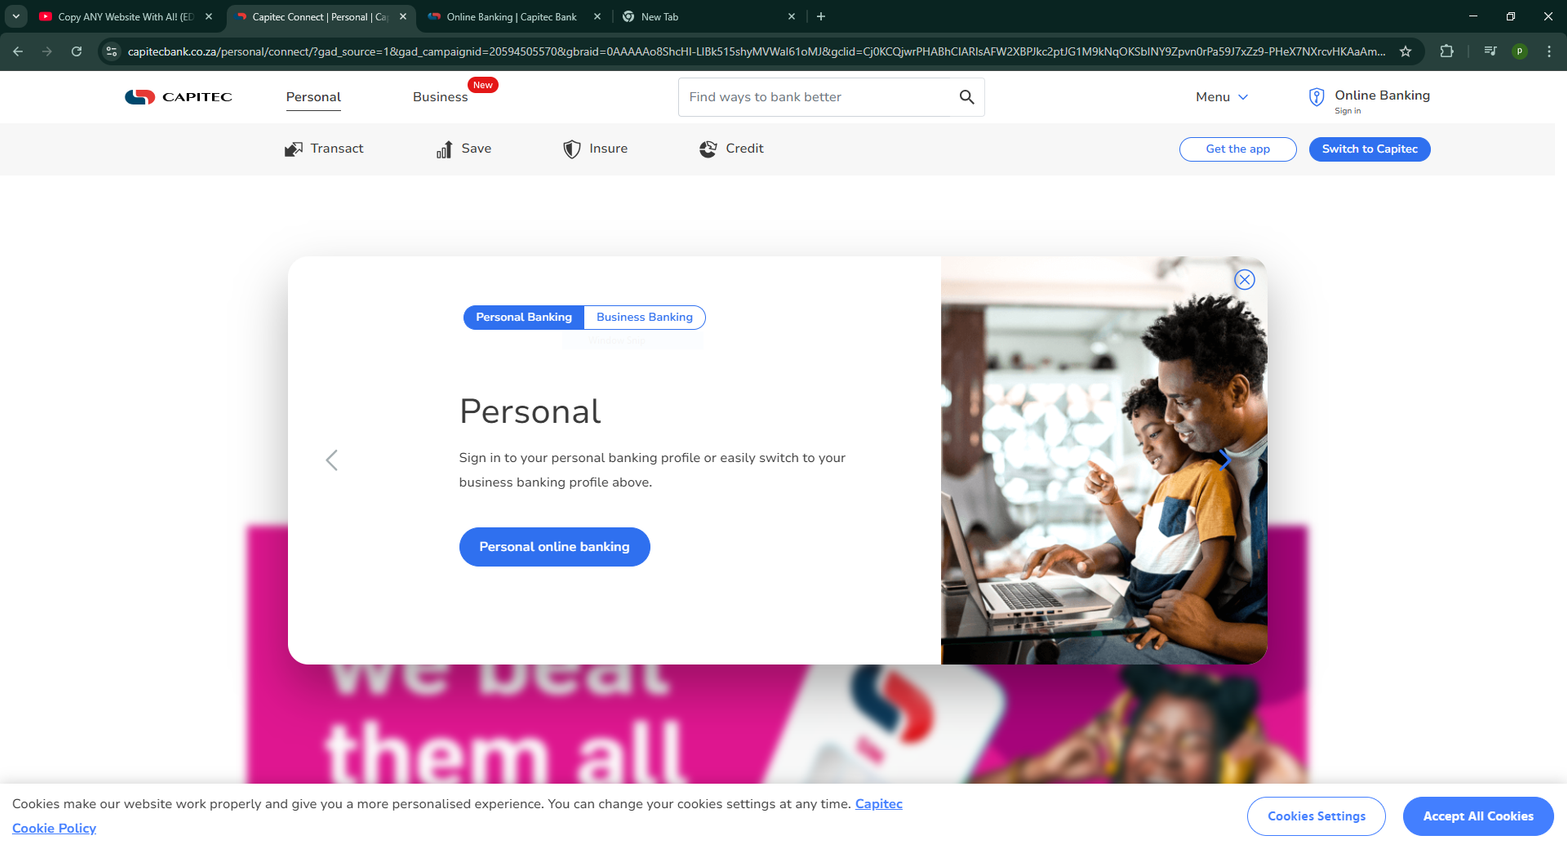 Copy ANY Website With AI! (ED
Capitec Connect | Personal | Ca
Online Banking | Capitec Bank
New Tab
capitecbank.co.za/personal/connect/?gad_source=1&gad_campaignid=20594505570&gbraid=0AAAAAo8ShcHI-LIBk515shyMVWaI61oMJ&gclid=Cj0KCQjwrPHABhCIARIsAFW2XBPJkc2ptJG1M9kNqOKSbINY9Zpvn0rPa59J7xZz9-PHeX7NXrcvHKAaAm...
p
CAPITEC
Personal
Business
New
Find ways to bank better
Menu
Online Banking
Sign in
Transact
Save
Insure
Credit
Get the app
Switch to Capitec
Personal Banking
Business Banking
Personal
Sign in to your personal banking profile or easily switch to your
business banking profile above.
Personal online banking
we beat
them all
Cookies make our website work properly and give you a more personalised experience. You can change your cookies settings at any time. Capitec
Cookie Policy
Cookies Settings
Accept All Cookies